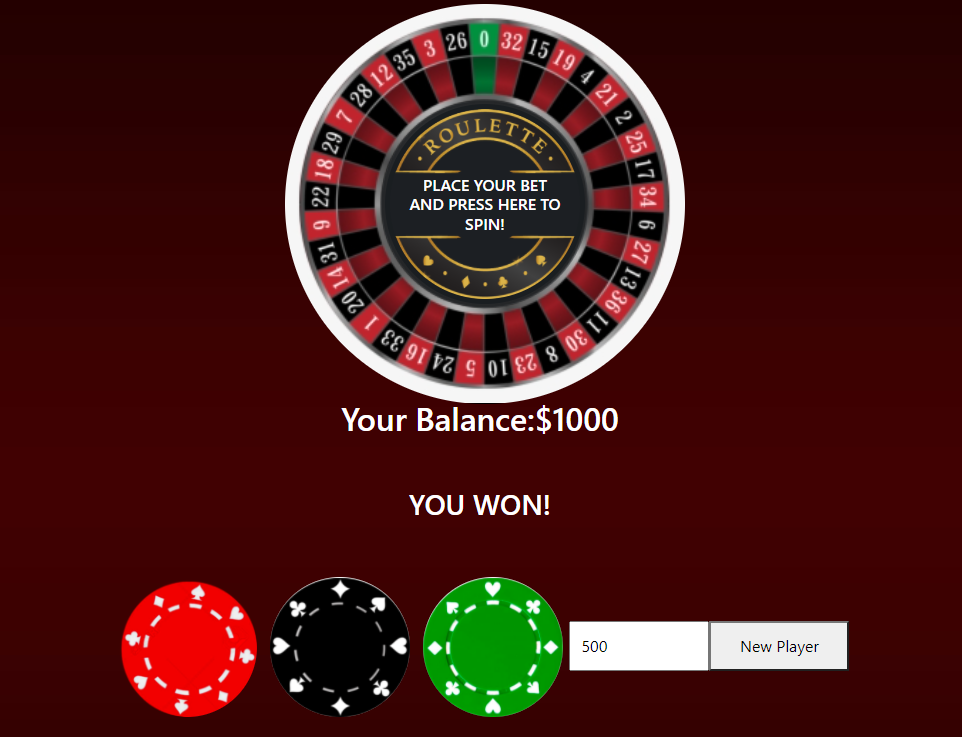 0 32 15 19 4 21 2 25 17 34 6 27 13 36 11 30 8 23 10 5 24 16 33 1 20 14 31 9 22 18 29 7 28 12 35 3 26
ROULETTE
PLACE YOUR BET
AND PRESS HERE TO
SPIN!
Your Balance:$1000
YOU WON!
500
New Player